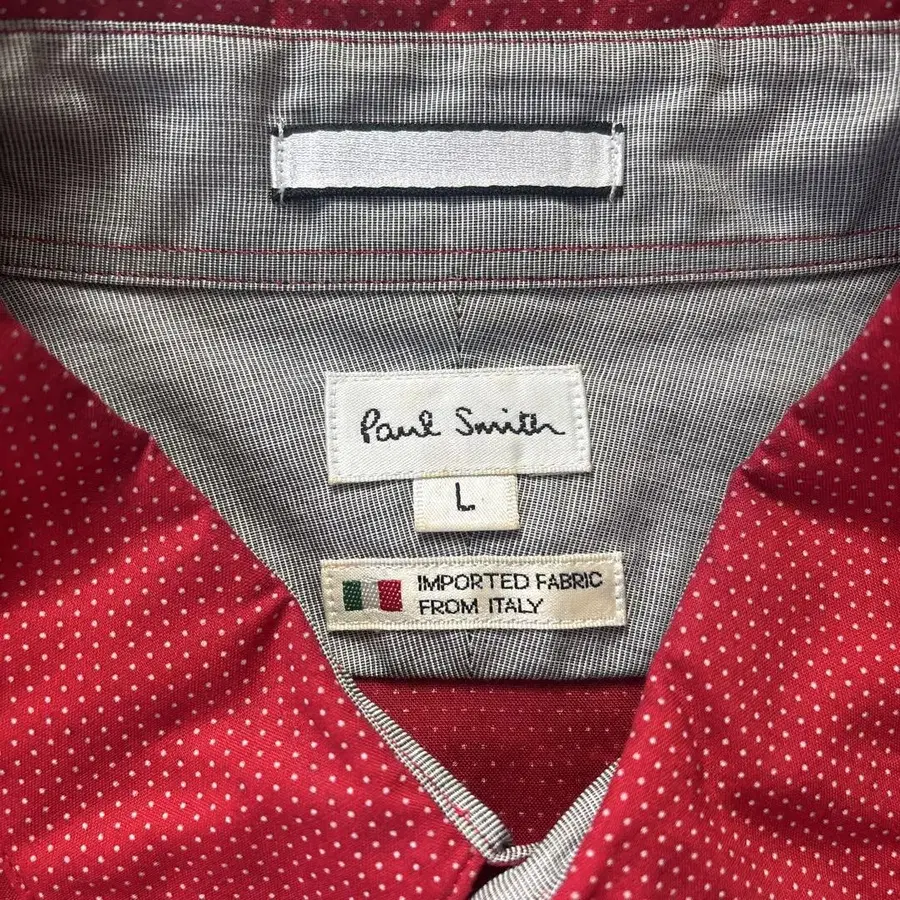 Paul Smith
L
IMPORTED FABRIC
FROM ITALY